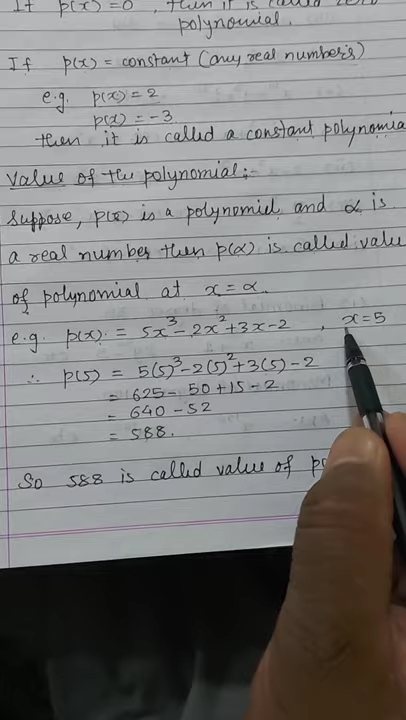 If p(x) = 0, then it is called zero
polynomial.
If p(x) = constant (any real number's)
e.g. p(x) = 2
p(x) = -3
then it is called a constant polynomia
Value of the polynomial:-
Suppose, p(x) is a polynomial and α is
a real number then p(α) is called value
of polynomial at x = α.
e.g. p(x) = 5x³ - 2x² + 3x - 2 , x = 5
∴ p(5) = 5(5)³ - 2(5)² + 3(5) - 2
= 625 - 50 + 15 - 2
= 640 - 52
= 588.
So 588 is called value of p